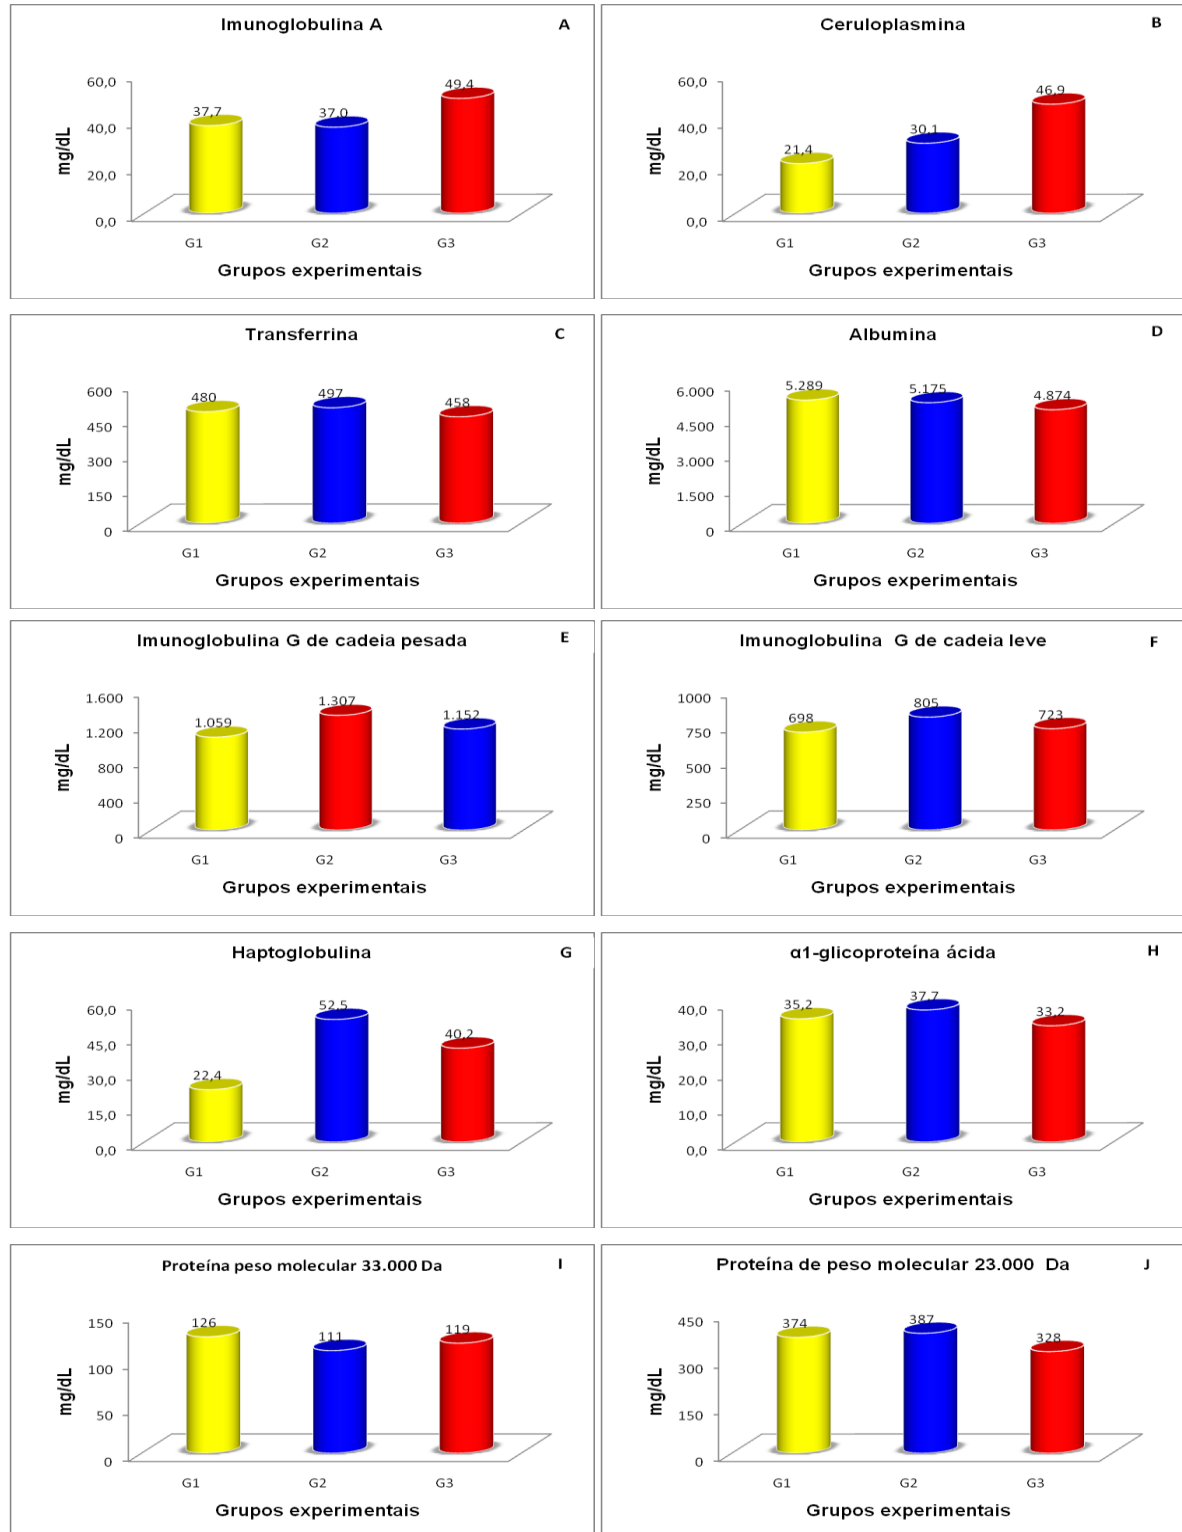 Imunoglobulina A
A
60,0
40,0
20,0
0,0
mg/dL
37,7
37,0
49,4
G1
G2
G3
Grupos experimentais
Ceruloplasmina
B
60,0
40,0
20,0
0,0
mg/dL
21,4
30,1
46,9
G1
G2
G3
Grupos experimentais
Transferrina
C
600
450
300
150
0
mg/dL
480
497
458
G1
G2
G3
Grupos experimentais
Albumina
D
6.000
4.500
3.000
1.500
0
mg/dL
5.289
5.175
4.874
G1
G2
G3
Grupos experimentais
Imunoglobulina G de cadeia pesada
E
1.600
1.200
800
400
0
mg/dL
1.059
1.307
1.152
G1
G2
G3
Grupos experimentais
Imunoglobulina G de cadeia leve
F
1000
750
500
250
0
mg/dL
698
805
723
G1
G2
G3
Grupos experimentais
Haptoglobulina
G
60,0
45,0
30,0
15,0
0,0
mg/dL
22,4
52,5
40,2
G1
G2
G3
Grupos experimentais
α1-glicoproteína ácida
H
40,0
30,0
20,0
10,0
0,0
mg/dL
35,2
37,7
33,2
G1
G2
G3
Grupos experimentais
Proteína peso molecular 33.000 Da
I
150
100
50
0
mg/dL
126
111
119
G1
G2
G3
Grupos experimentais
Proteína de peso molecular 23.000 Da
J
450
300
150
0
mg/dL
374
387
328
G1
G2
G3
Grupos experimentais